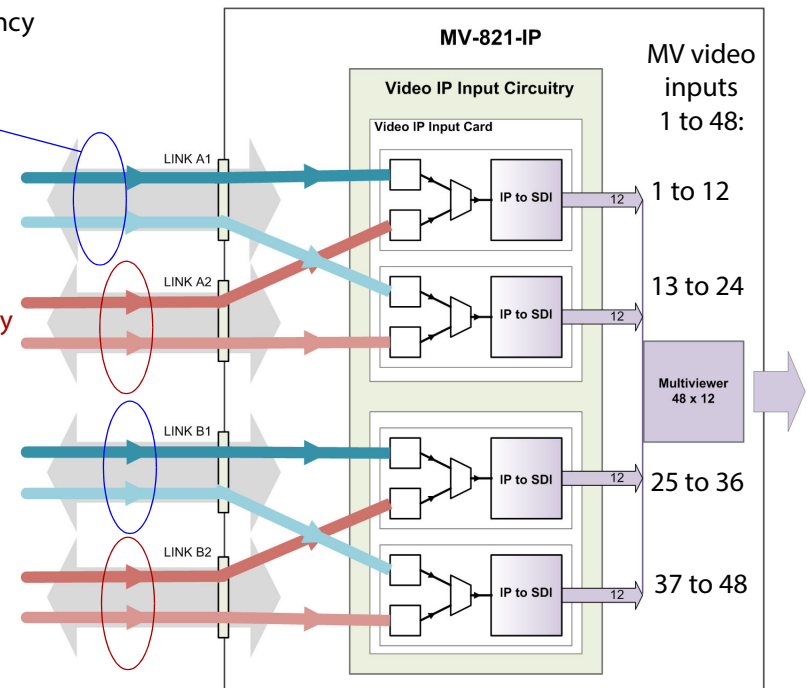 MV-821-IP
MV video
inputs
1 to 48:
Video IP Input Circuitry
Video IP Input Card
LINK A1
IP to SDI
12
1 to 12
LINK A2
IP to SDI
12
13 to 24
Multiviewer
48 x 12
LINK B1
IP to SDI
12
25 to 36
LINK B2
IP to SDI
12
37 to 48